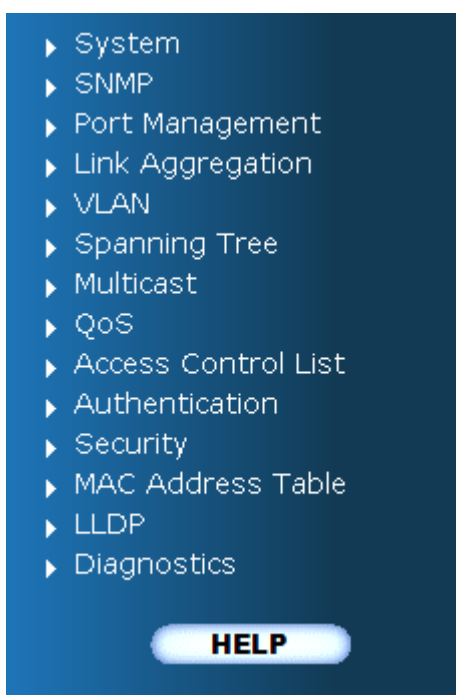 System
SNMP
Port Management
Link Aggregation
VLAN
Spanning Tree
Multicast
QoS
Access Control List
Authentication
Security
MAC Address Table
LLDP
Diagnostics
HELP